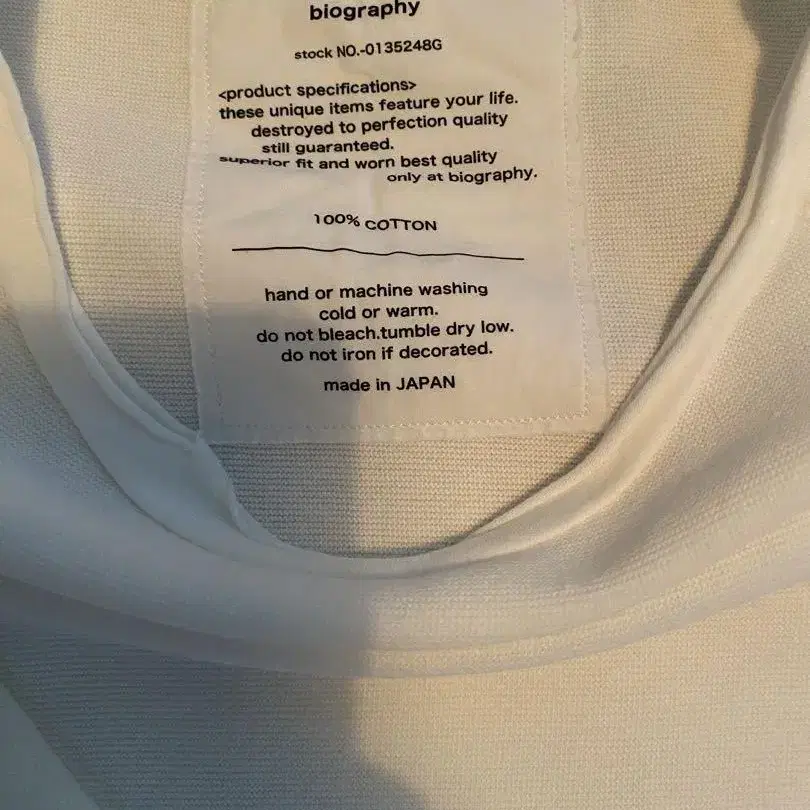 biography
stock NO.-0135248G
<product specifications>
these unique items feature your life.
destroyed to perfection quality
still guaranteed.
superior fit and worn best quality
only at biography.
100% COTTON
hand or machine washing
cold or warm.
do not bleach.tumble dry low.
do not iron if decorated.
made in JAPAN